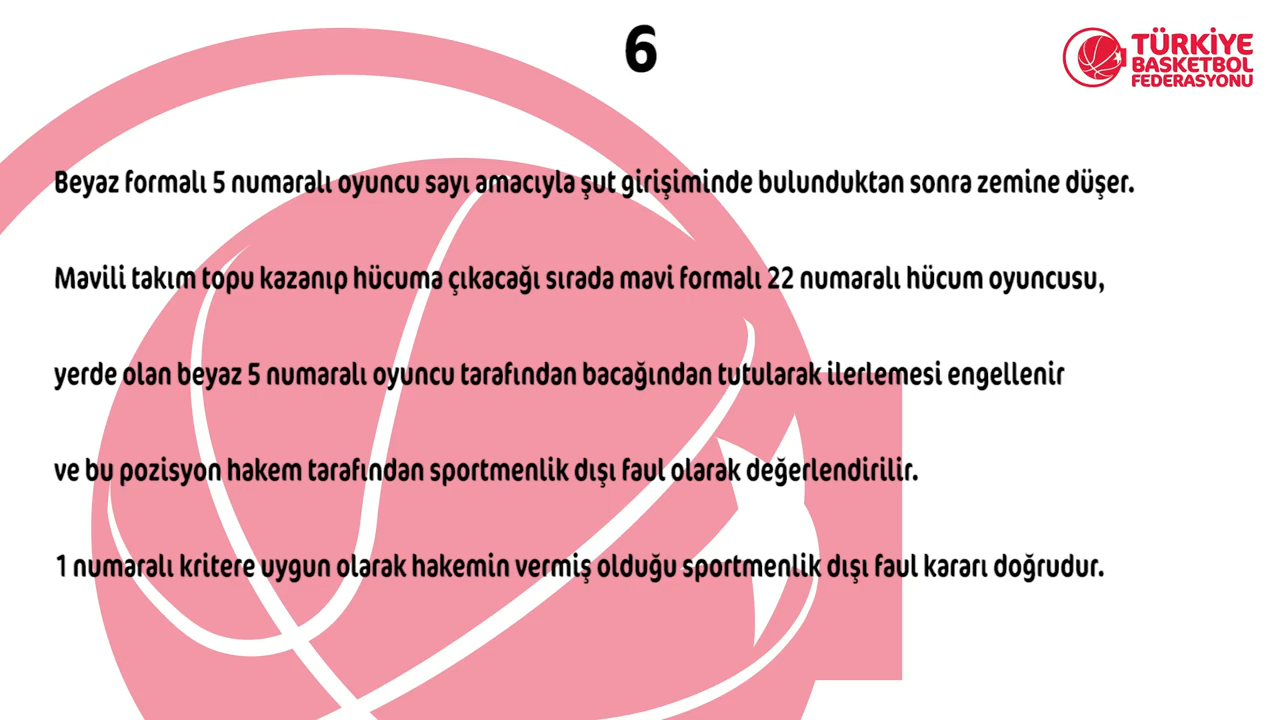 6
TÜRKİYE
BASKETBOL
FEDERASYONU
Beyaz formalı 5 numaralı oyuncu sayı amacıyla şut girişiminde bulunduktan sonra zemine düşer.
Mavili takım topu kazanıp hücuma çıkacağı sırada mavi formalı 22 numaralı hücum oyuncusu,
yerde olan beyaz 5 numaralı oyuncu tarafından bacağından tutularak ilerlemesi engellenir
ve bu pozisyon hakem tarafından sportmenlik dışı faul olarak değerlendirilir.
1 numaralı kritere uygun olarak hakemin vermiş olduğu sportmenlik dışı faul kararı doğrudur.